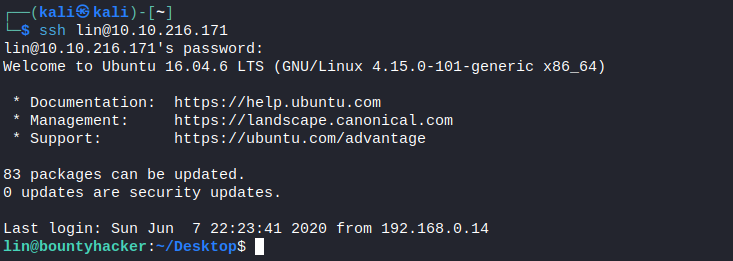 ┌──(kali㉿kali)-[~]
└─$ ssh lin@10.10.216.171
lin@10.10.216.171's password:
Welcome to Ubuntu 16.04.6 LTS (GNU/Linux 4.15.0-101-generic x86_64)
* Documentation:  https://help.ubuntu.com
* Management:     https://landscape.canonical.com
* Support:        https://ubuntu.com/advantage
83 packages can be updated.
0 updates are security updates.
Last login: Sun Jun  7 22:23:41 2020 from 192.168.0.14
lin@bountyhacker:~/Desktop$